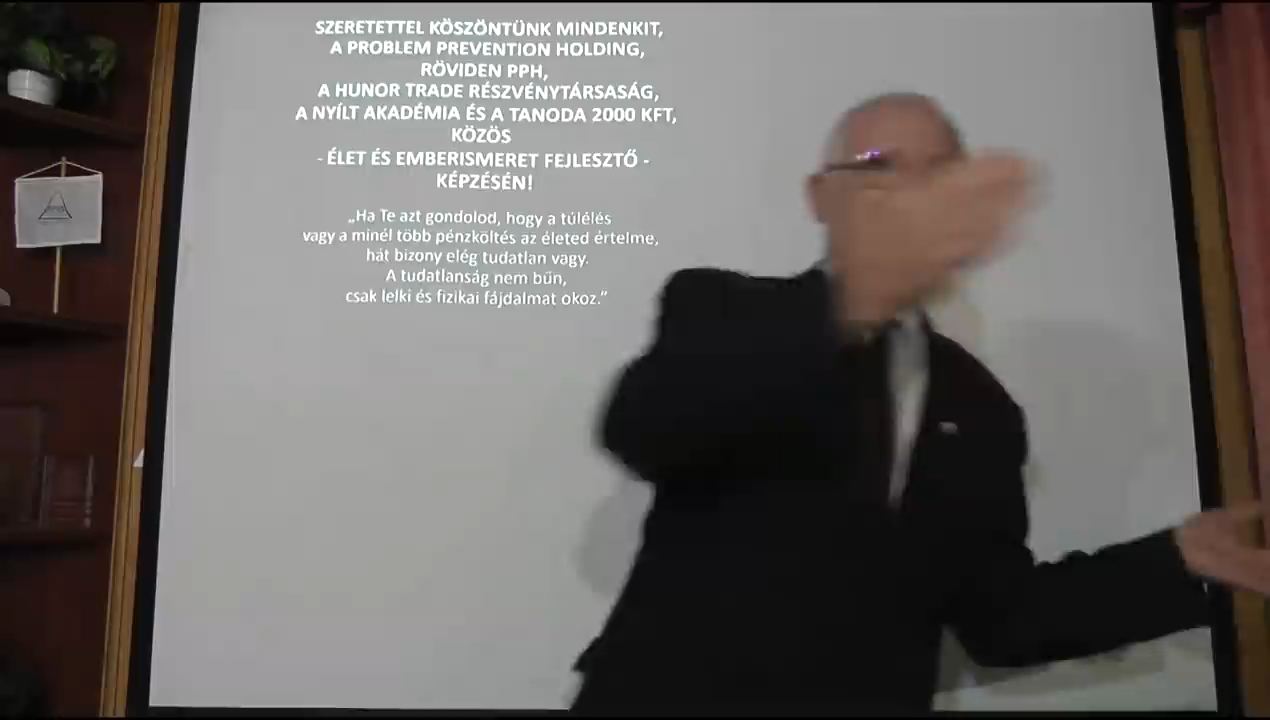 SZERETETTEL KÖSZÖNTÜNK MINDENKIT,
A PROBLEM PREVENTION HOLDING,
RÖVIDEN PPH,
A HUNOR TRADE RÉSZVÉNYTÁRSASÁG,
A NYÍLT AKADÉMIA ÉS A TANODA 2000 KFT,
KÖZÖS
- ÉLET ÉS EMBERISMERET FEJLESZTŐ -
KÉPZÉSÉN!
„Ha Te azt gondolod, hogy a túlélés
vagy a minél több pénzköltés az életed értelme,
hát bizony elég tudatlan vagy.
A tudatlanság nem bűn,
csak lelki és fizikai fájdalmat okoz.”